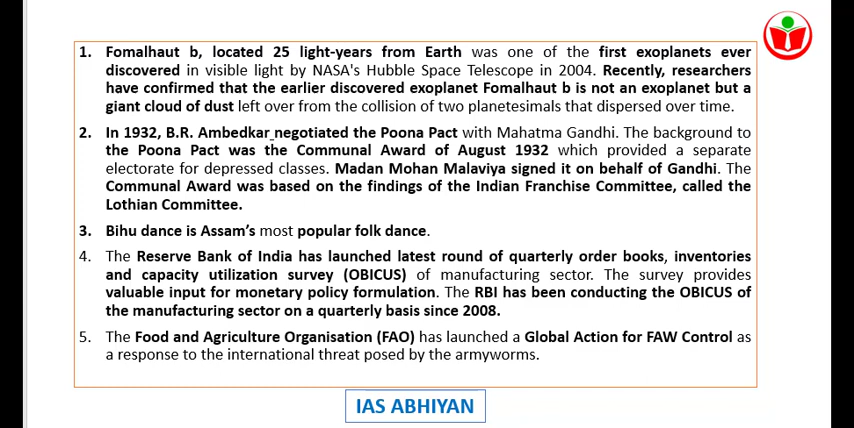 1. Fomalhaut b, located 25 light-years from Earth was one of the first exoplanets ever
discovered in visible light by NASA's Hubble Space Telescope in 2004. Recently, researchers
have confirmed that the earlier discovered exoplanet Fomalhaut b is not an exoplanet but a
giant cloud of dust left over from the collision of two planetesimals that dispersed over time.
2. In 1932, B.R. Ambedkar negotiated the Poona Pact with Mahatma Gandhi. The background to
the Poona Pact was the Communal Award of August 1932 which provided a separate
electorate for depressed classes. Madan Mohan Malaviya signed it on behalf of Gandhi. The
Communal Award was based on the findings of the Indian Franchise Committee, called the
Lothian Committee.
3. Bihu dance is Assam's most popular folk dance.
4. The Reserve Bank of India has launched latest round of quarterly order books, inventories
and capacity utilization survey (OBICUS) of manufacturing sector. The survey provides
valuable input for monetary policy formulation. The RBI has been conducting the OBICUS of
the manufacturing sector on a quarterly basis since 2008.
5. The Food and Agriculture Organisation (FAO) has launched a Global Action for FAW Control as
a response to the international threat posed by the armyworms.
IAS ABHIYAN